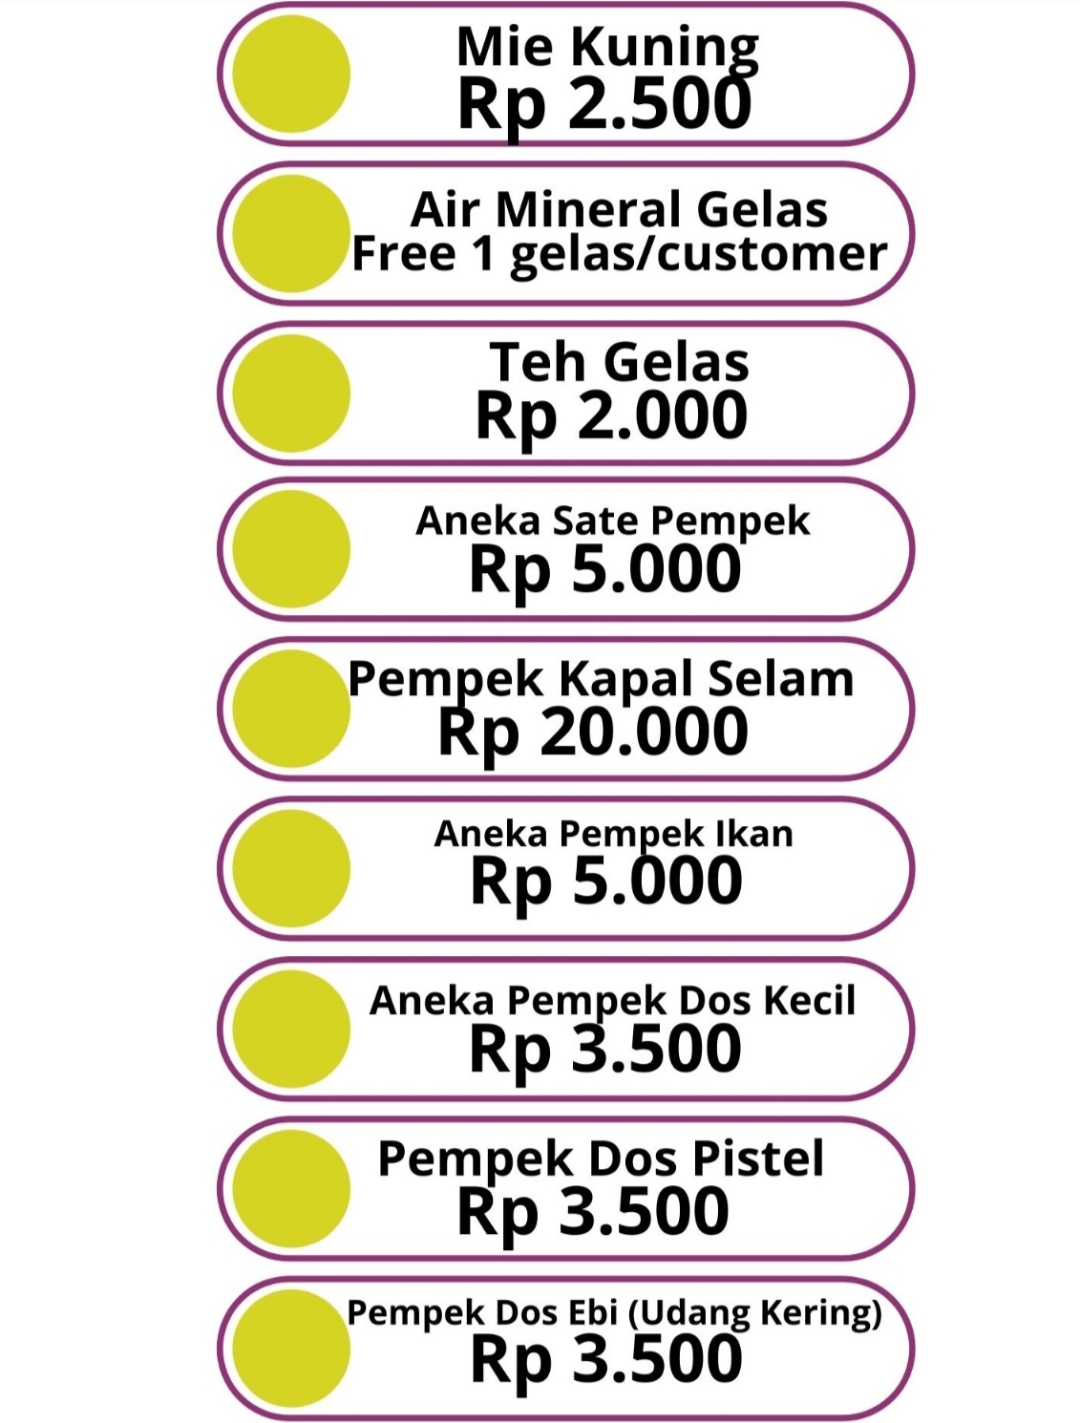 Mie Kuning
Rp 2.500
Air Mineral Gelas
Free 1 gelas/customer
Teh Gelas
Rp 2.000
Aneka Sate Pempek
Rp 5.000
Pempek Kapal Selam
Rp 20.000
Aneka Pempek Ikan
Rp 5.000
Aneka Pempek Dos Kecil
Rp 3.500
Pempek Dos Pistel
Rp 3.500
Pempek Dos Ebi (Udang Kering)
Rp 3.500